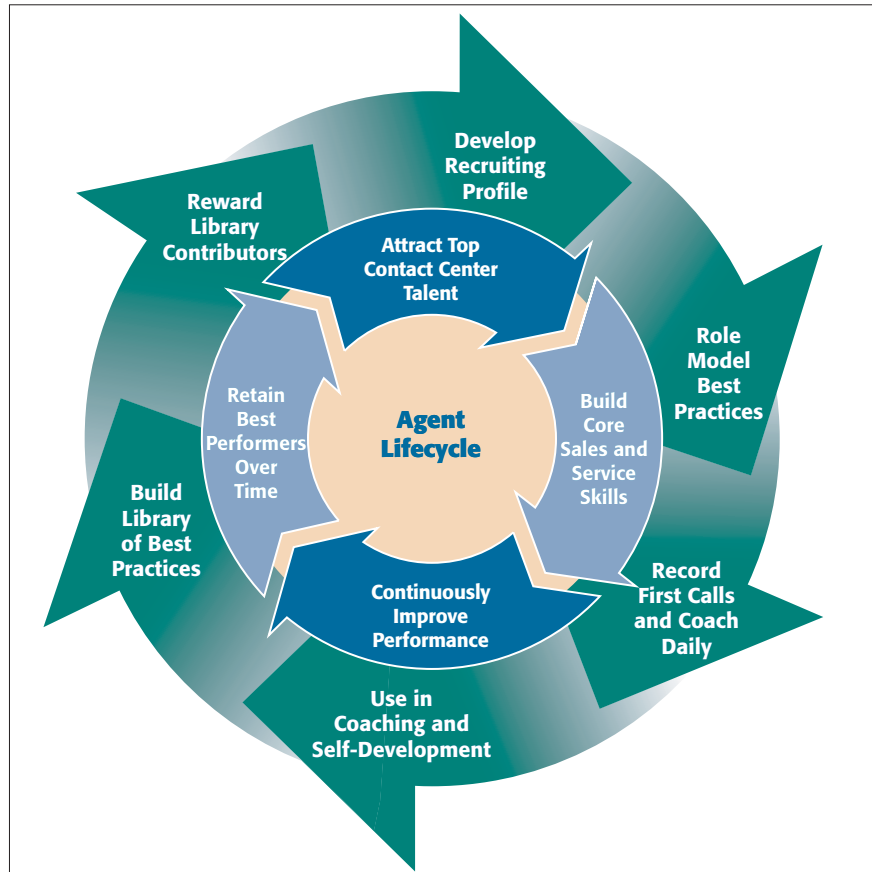 Develop
Recruiting
Profile
Role
Model
Best
Practices
Record
First Calls
and Coach
Daily
Use in
Coaching and
Self-Development
Build
Library
of Best
Practices
Reward
Library
Contributors
Attract Top
Contact Center
Talent
Build
Core
Sales and
Service
Skills
Continuously
Improve
Performance
Retain
Best
Performers
Over
Time
Agent
Lifecycle